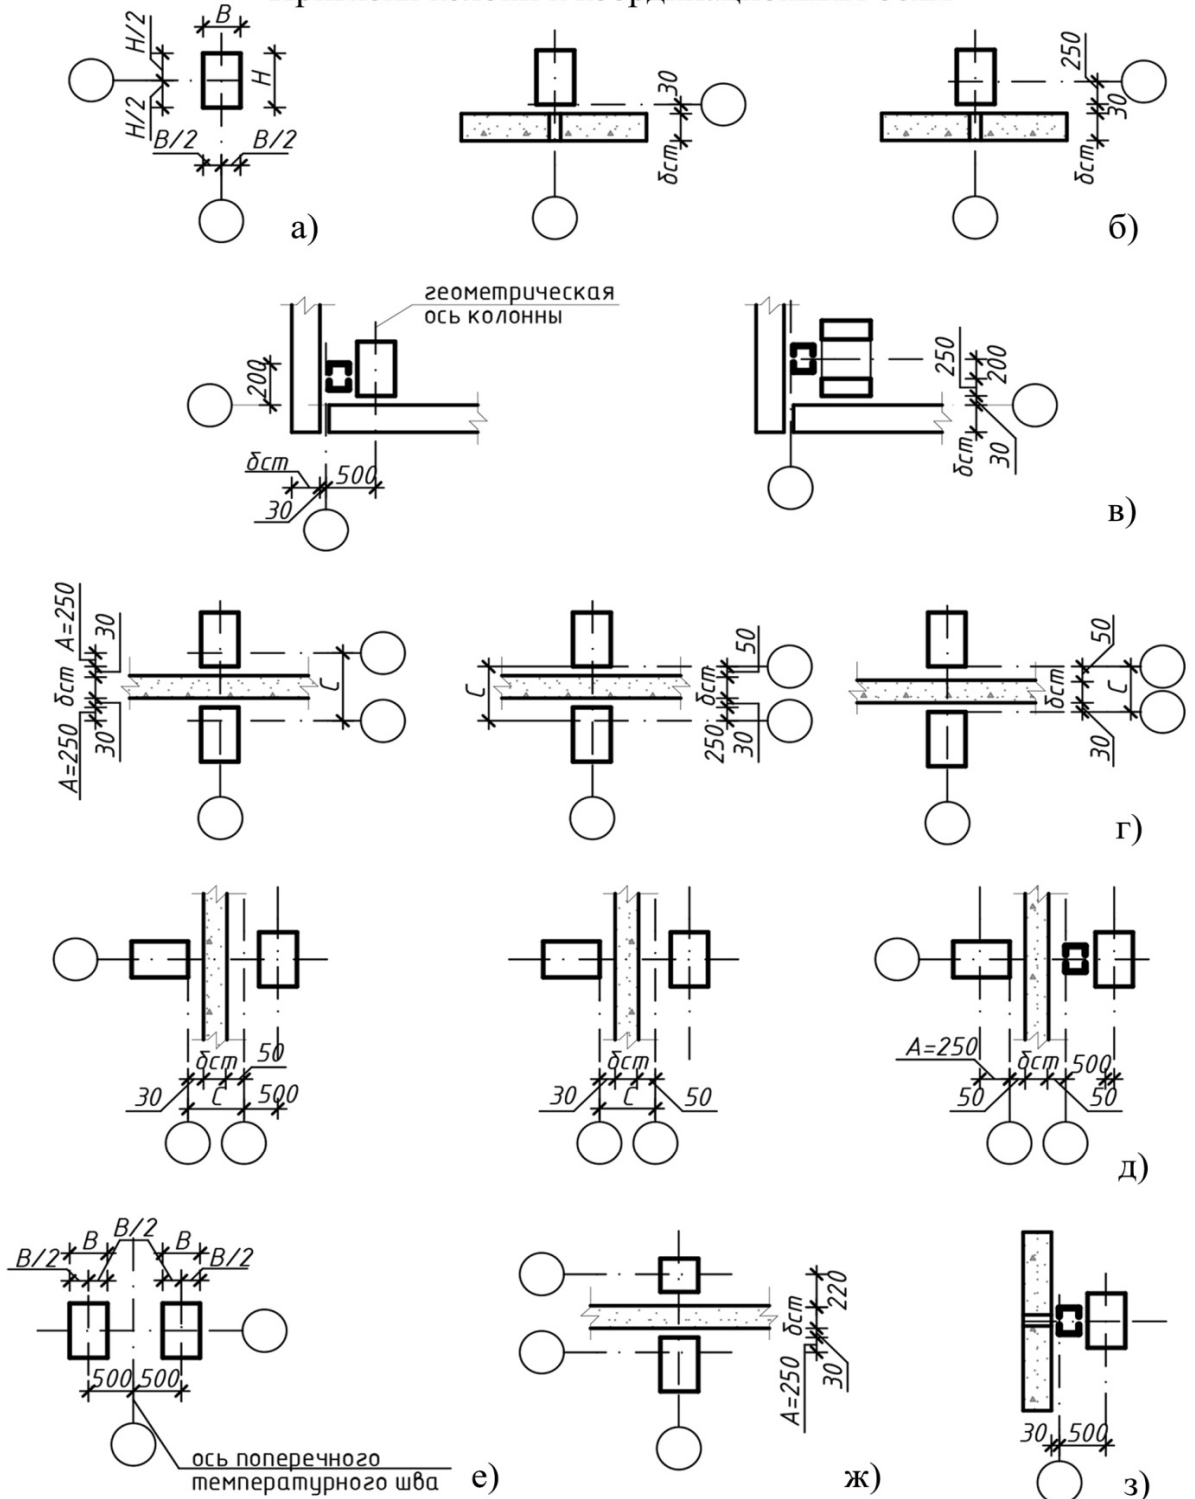 H/2
B
H
H/2
B/2
B/2
а)
30
δст
250
30
δст
б)
геометрическая
ось колонны
200
δст
500
30
250
200
δст
30
в)
A=250
30
δст
C
A=250
30
C
50
δст
250
30
50
δст
C
30
г)
δст
50
30
C
500
δст
30
C
50
A=250
δст
500
50
50
д)
B/2
B
B
B/2
B/2
500
500
ось поперечного
температурного шва
е)
220
δст
A=250
30
ж)
30
500
з)